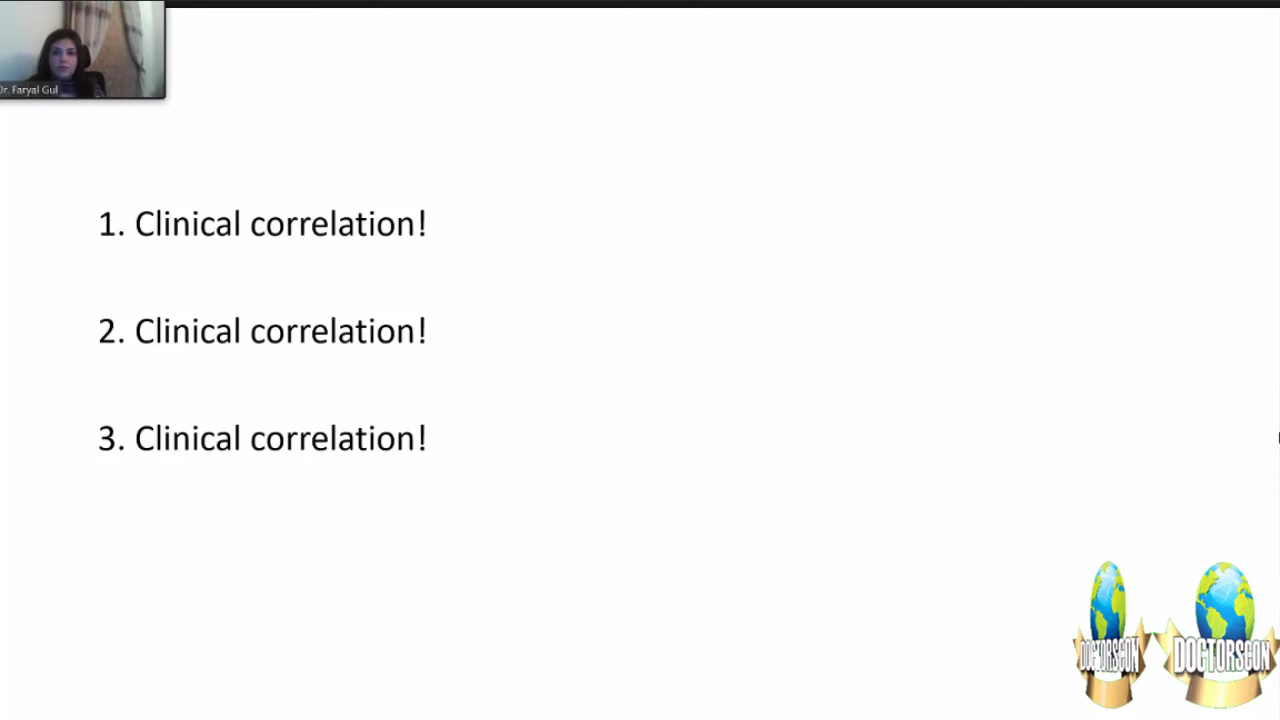 Dr. Faryal Gul
1. Clinical correlation!
2. Clinical correlation!
3. Clinical correlation!
DOCTORSCON
DOCTORSCON